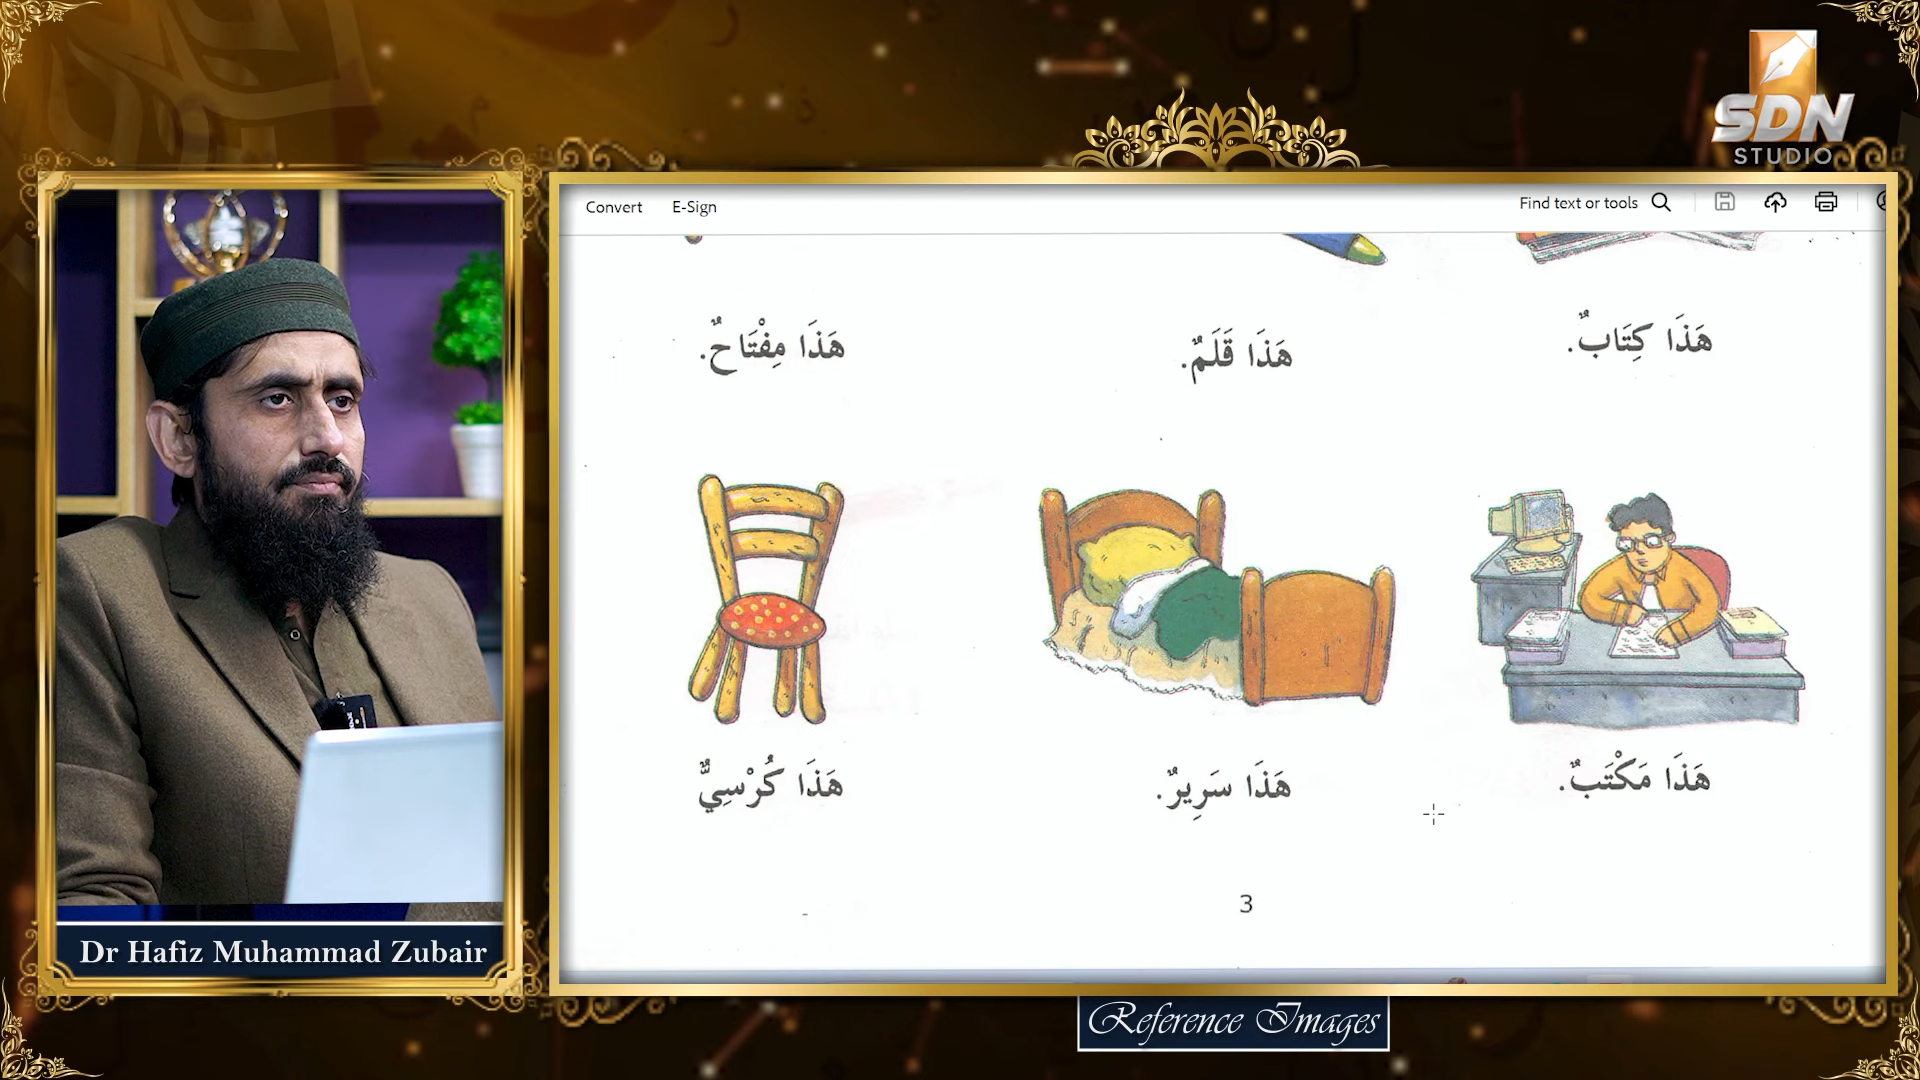 SDN
STUDIO
Convert E-Sign Find text or tools
هَذَا كِتَابٌ.
هَذَا قَلَمٌ.
هَذَا مِفْتَاحٌ.
هَذَا مَكْتَبٌ.
هَذَا سَرِيرٌ.
هَذَا كُرْسِيٌّ
3
Dr Hafiz Muhammad Zubair
Reference Images